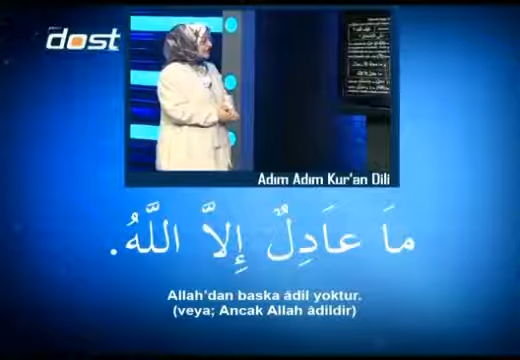 dost
Adım Adım Kur'an Dili
مَا عَادِلٌ إِلاَّ اللَّهُ.
Allah'dan baska âdil yoktur.
(veya; Ancak Allah âdildir)